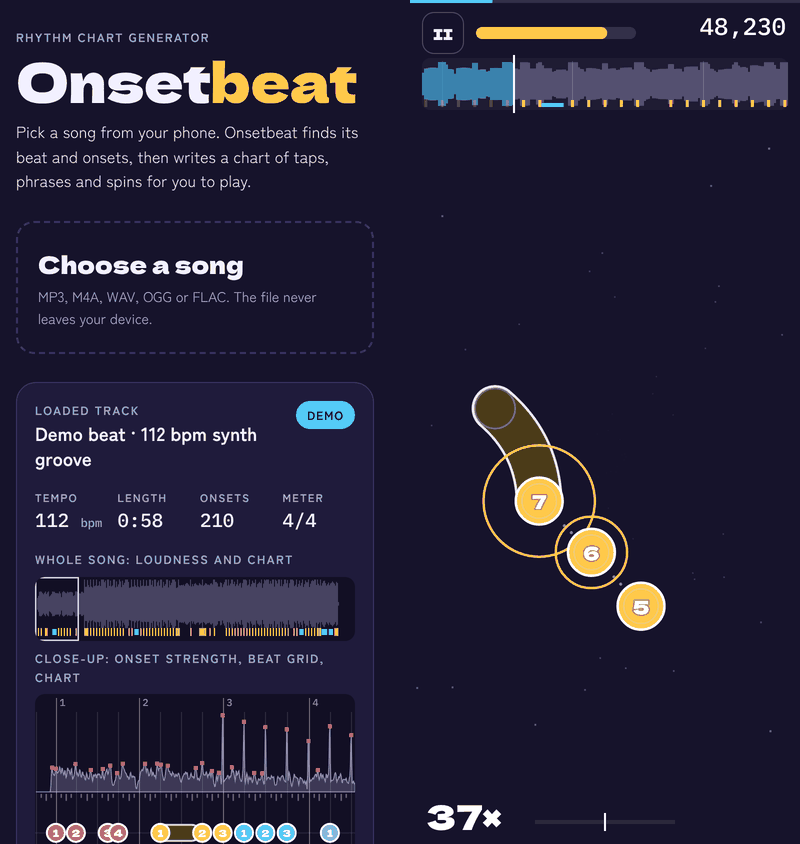 RHYTHM CHART GENERATOR
Onsetbeat
Pick a song from your phone. Onsetbeat finds its
beat and onsets, then writes a chart of taps,
phrases and spins for you to play.
Choose a song
MP3, M4A, WAV, OGG or FLAC. The file never
leaves your device.
LOADED TRACK
DEMO
Demo beat · 112 bpm synth
groove
TEMPO LENGTH ONSETS METER
112 bpm 0:58 210 4/4
WHOLE SONG: LOUDNESS AND CHART
CLOSE-UP: ONSET STRENGTH, BEAT GRID,
CHART
1 2 3 4
1 2 3 4 1 2 3 1 2 3 1
48,230
7
6
5
37×